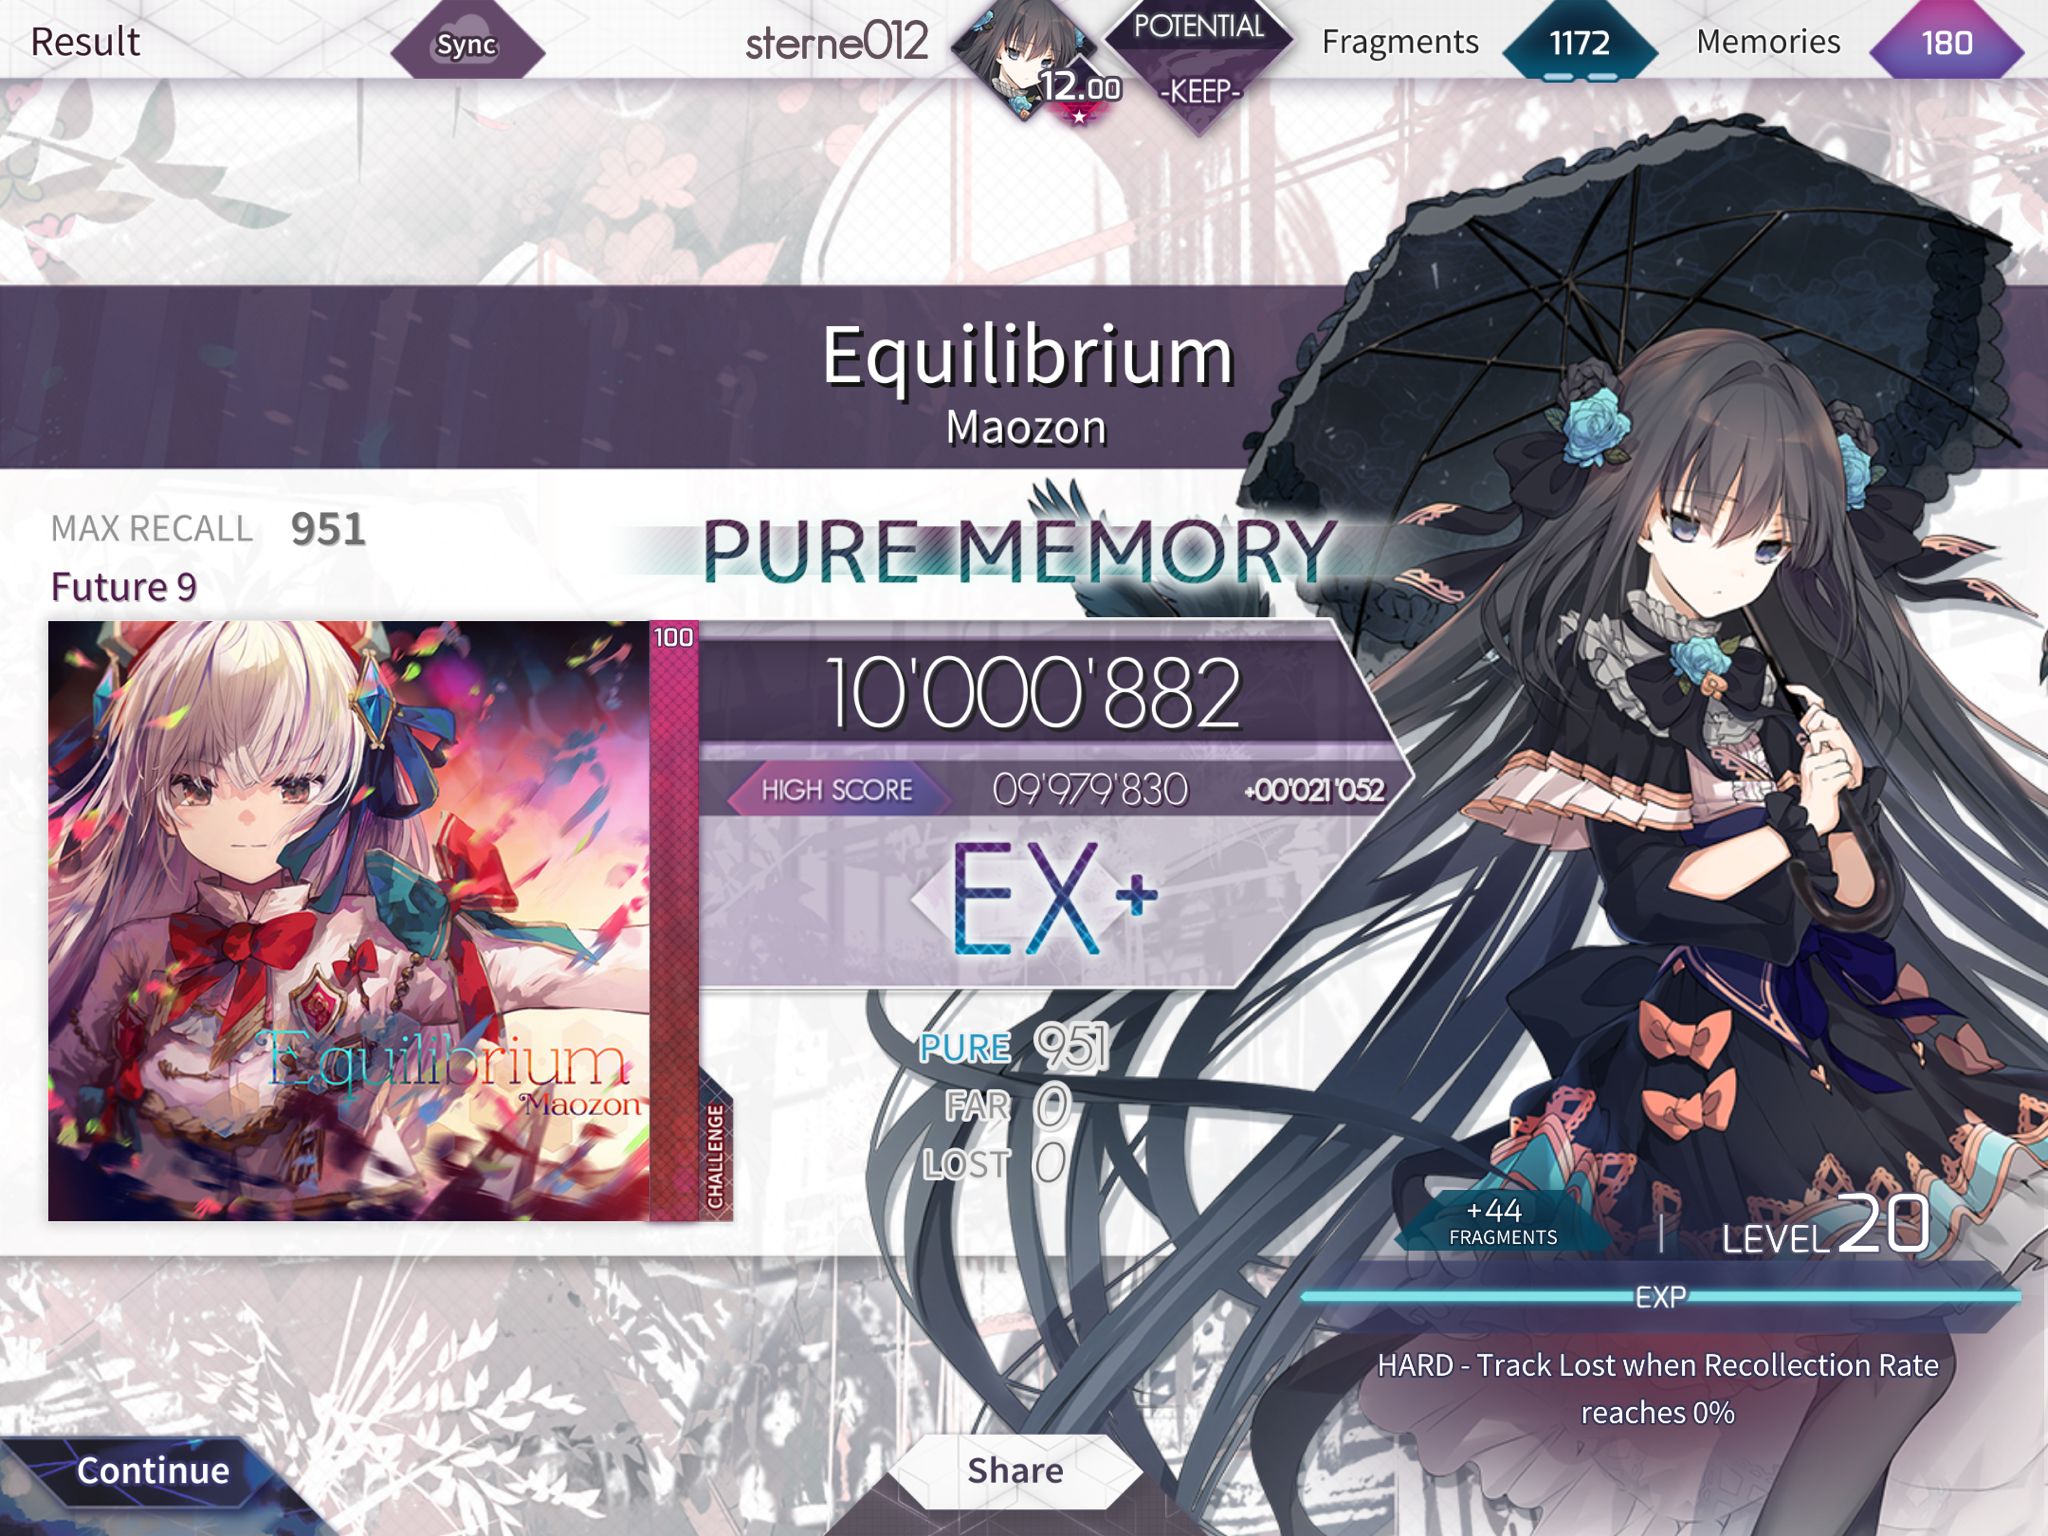 Result
Sync
sterne012
12.00
POTENTIAL
-KEEP-
Fragments
1172
Memories
180
Equilibrium
Maozon
MAX RECALL 951
Future 9
PURE MEMORY
100
10'000'882
HIGH SCORE 09'979'830 +00'021'052
EX+
Equilibrium
Maozon
CHALLENGE
PURE 951
FAR 0
LOST 0
+44
FRAGMENTS
LEVEL 20
EXP
HARD - Track Lost when Recollection Rate
reaches 0%
Continue
Share